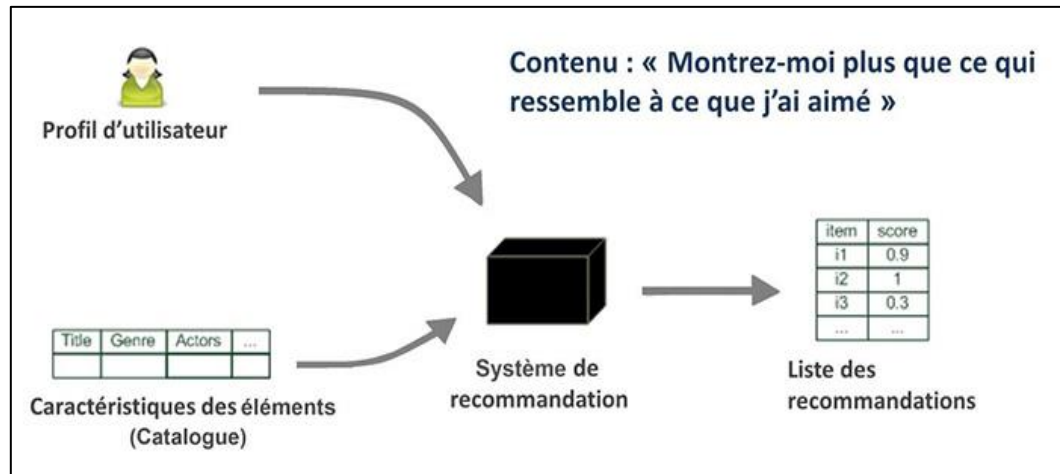 Contenu : « Montrez-moi plus que ce qui
ressemble à ce que j'ai aimé »
Profil d'utilisateur
item score
i1 0.9
i2 1
i3 0.3
... ...
Title Genre Actors ...
Caractéristiques des éléments
(Catalogue)
Système de
recommandation
Liste des
recommandations